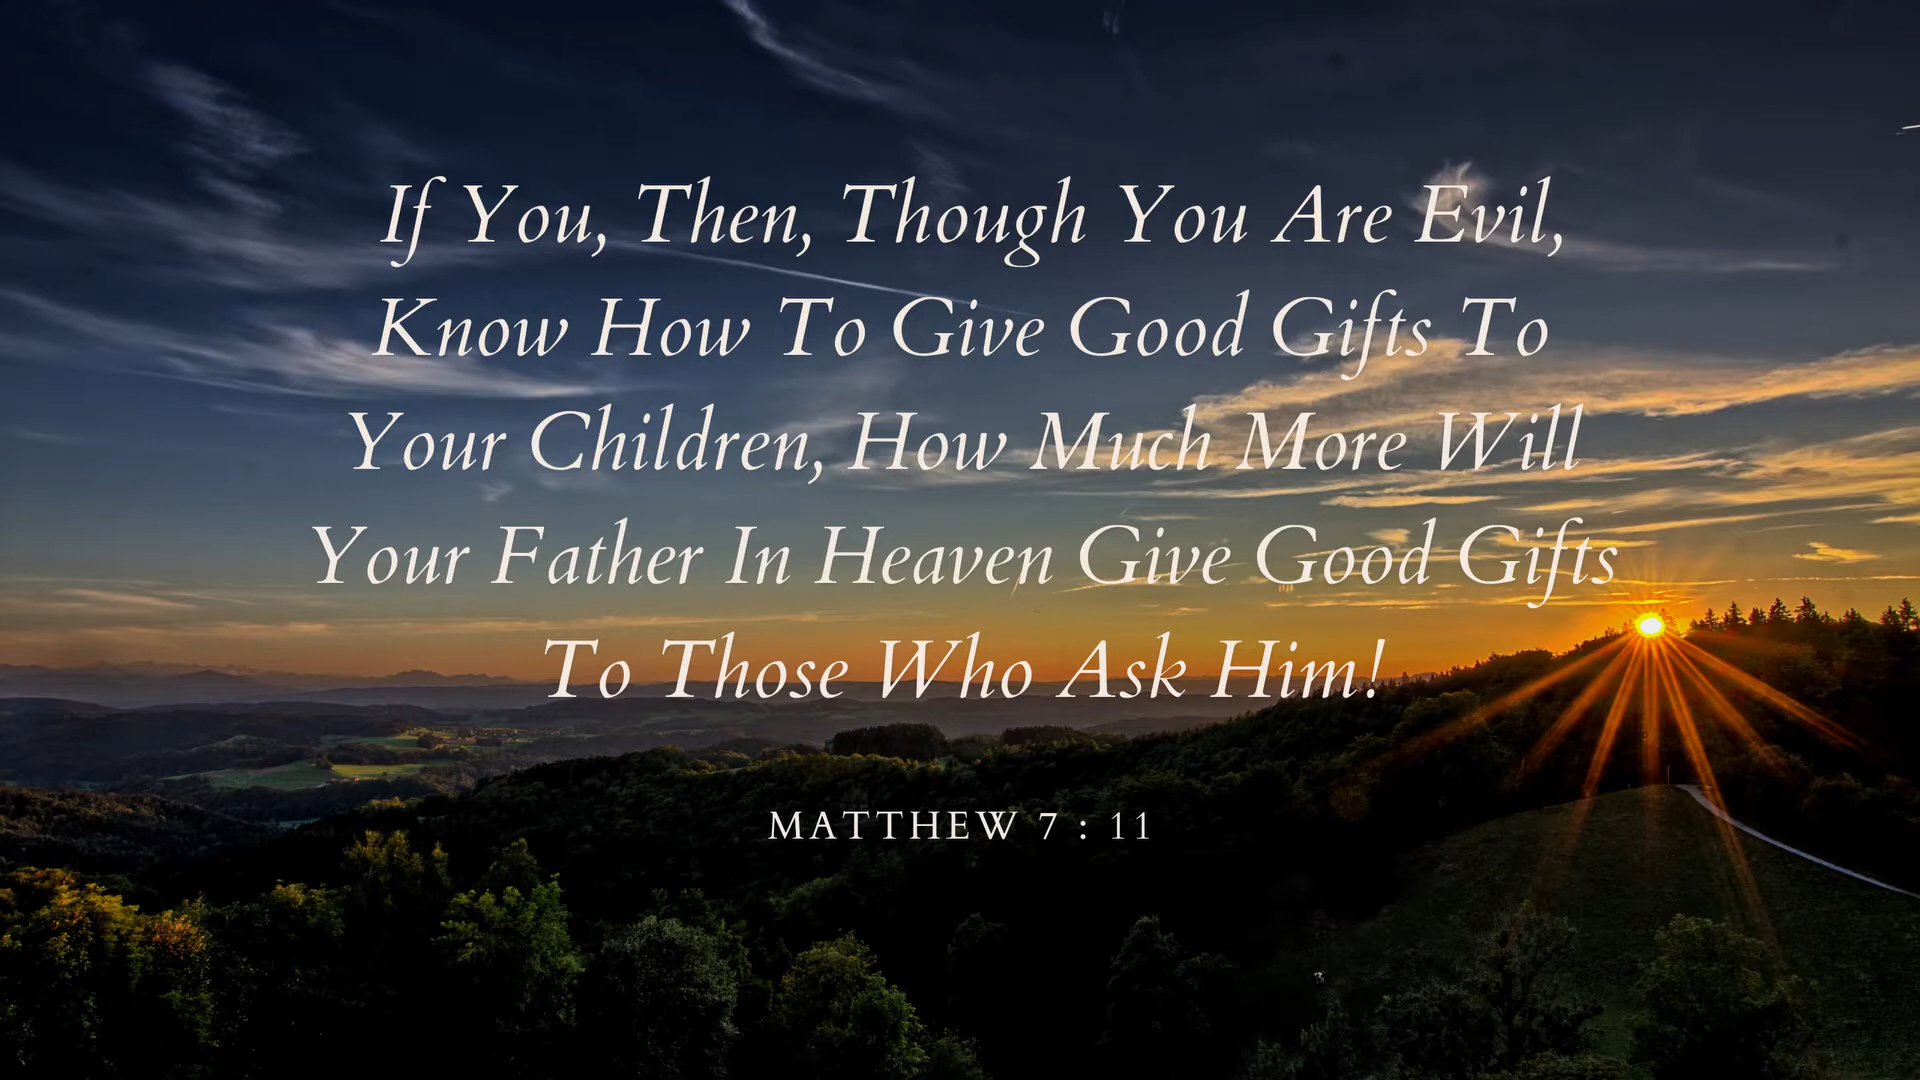 If You, Then, Though You Are Evil,
Know How To Give Good Gifts To
Your Children, How Much More Will
Your Father In Heaven Give Good Gifts
To Those Who Ask Him!
MATTHEW 7 : 11